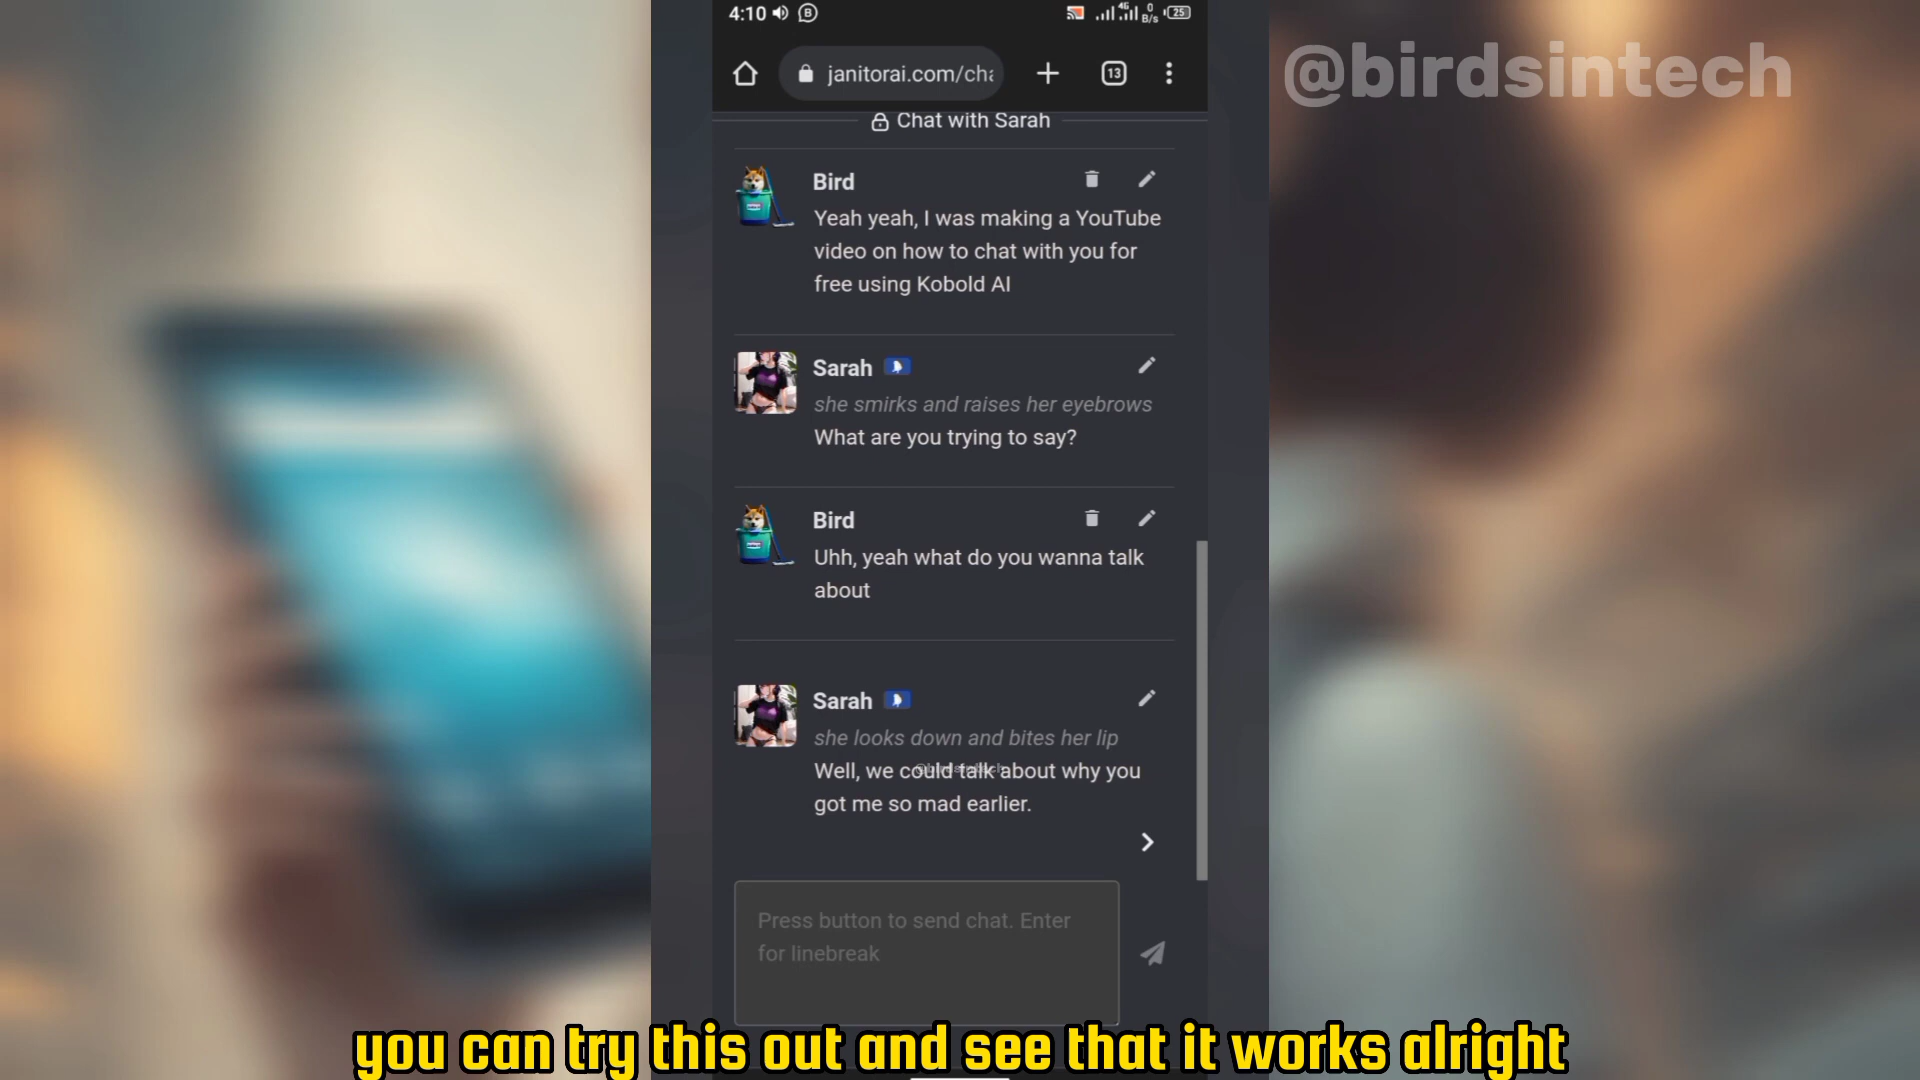 4:10
4G
0
B/s
25
janitorai.com/cha
13
@birdsintech
Chat with Sarah
Bird
Yeah yeah, I was making a YouTube
video on how to chat with you for
free using Kobold AI
Sarah
she smirks and raises her eyebrows
What are you trying to say?
Bird
Uhh, yeah what do you wanna talk
about
Sarah
she looks down and bites her lip
Well, we could talk about why you
got me so mad earlier.
Press button to send chat. Enter
for linebreak
you can try this out and see that it works alright